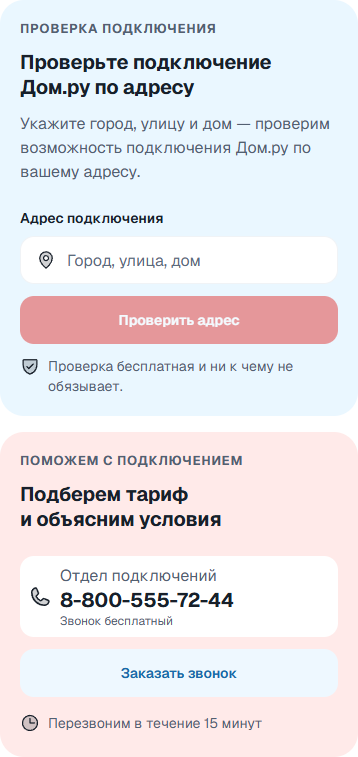 ПРОВЕРКА ПОДКЛЮЧЕНИЯ
Проверьте подключение
Дом.ру по адресу
Укажите город, улицу и дом — проверим
возможность подключения Дом.ру по
вашему адресу.
Адрес подключения
Город, улица, дом
Проверить адрес
Проверка бесплатная и ни к чему не
обязывает.
ПОМОЖЕМ С ПОДКЛЮЧЕНИЕМ
Подберем тариф
и объясним условия
Отдел подключений
8-800-555-72-44
Звонок бесплатный
Заказать звонок
Перезвоним в течение 15 минут